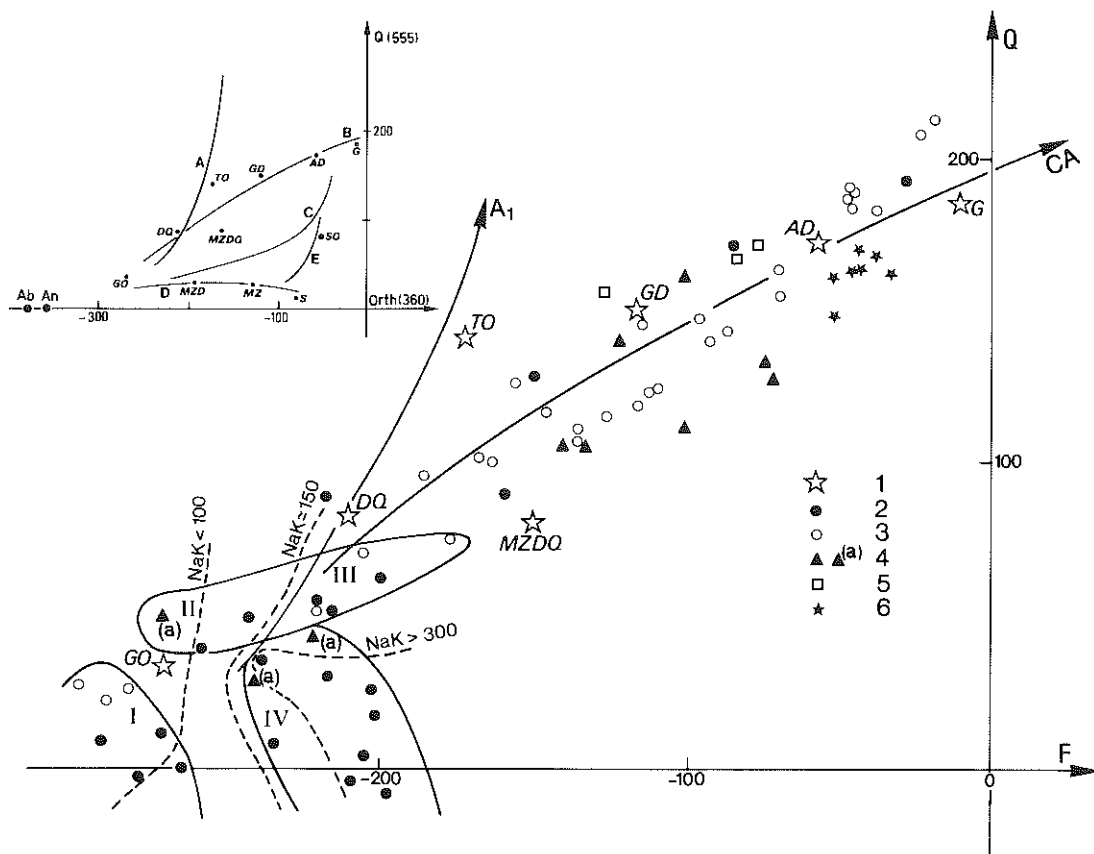 Q (555)
200
A
B
G
AD
GD
TO
C
DQ
MZDQ
SQ
E
GO
D
MZD
MZ
S
Ab An
Orth (360)
-300
-100
Q
200
CA
G
AD
A1
GD
TO
100
NaK < 100
NaK ≃ 150
DQ
MZDQ
III
II
(a)
(a)
NaK > 300
GO
(a)
I
IV
1
2
3
(a) 4
5
6
F
-200
-100
0